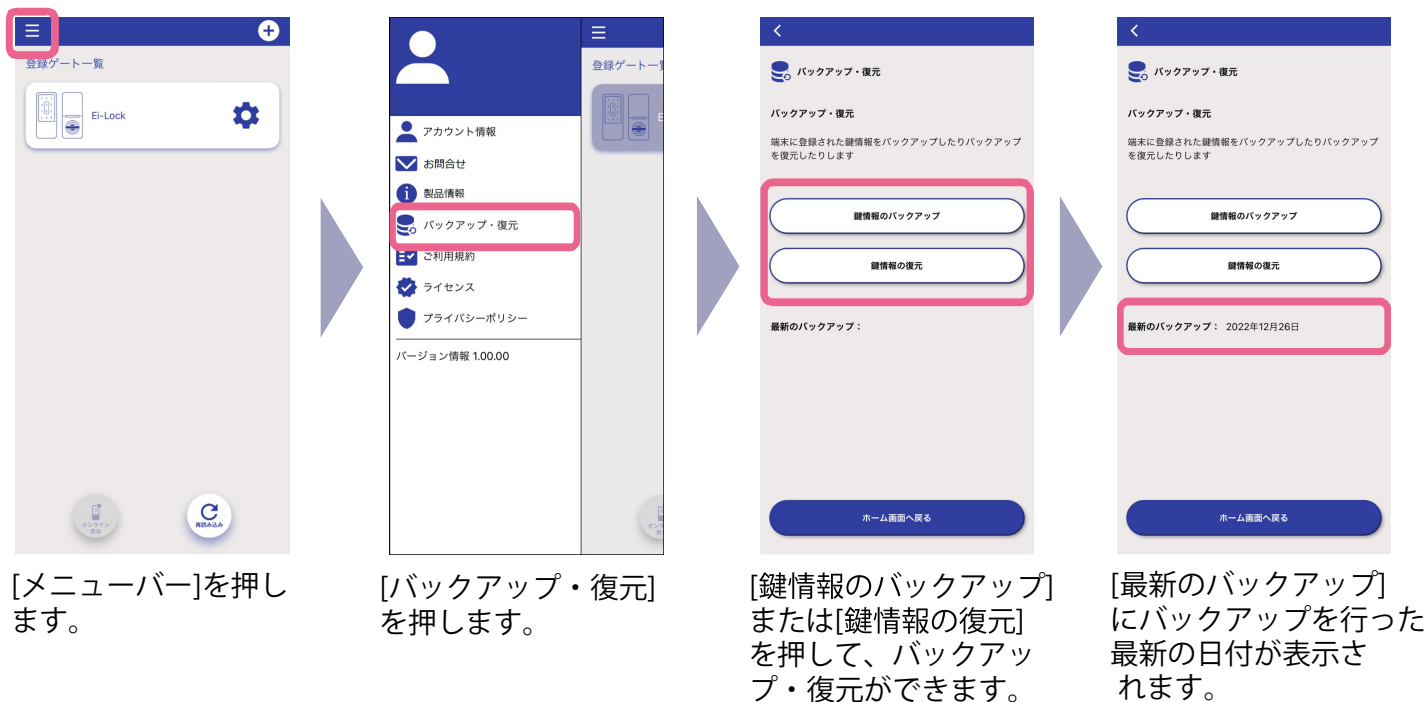 登録ゲート一覧
Ei-Lock
オンライン
再読み込み
[メニューバー]を押し
ます。
登録ゲート一
アカウント情報
お問合せ
製品情報
バックアップ・復元
ご利用規約
ライセンス
プライバシーポリシー
バージョン情報 1.00.00
[バックアップ・復元]
を押します。
バックアップ・復元
バックアップ・復元
端末に登録された鍵情報をバックアップしたりバックアップ
を復元したりします
鍵情報のバックアップ
鍵情報の復元
最新のバックアップ：
ホーム画面へ戻る
[鍵情報のバックアップ]
または[鍵情報の復元]
を押して、バックアッ
プ・復元ができます。
バックアップ・復元
バックアップ・復元
端末に登録された鍵情報をバックアップしたりバックアップ
を復元したりします
鍵情報のバックアップ
鍵情報の復元
最新のバックアップ： 2022年12月26日
ホーム画面へ戻る
[最新のバックアップ]
にバックアップを行った
最新の日付が表示さ
れます。